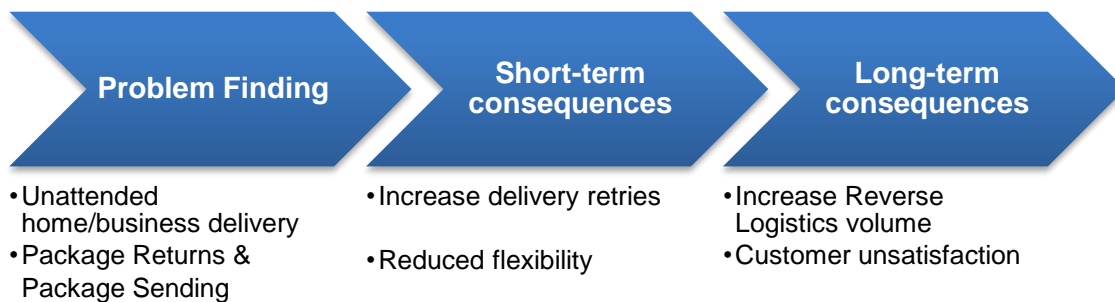 Problem Finding
Short-term
consequences
Long-term
consequences
•Unattended
home/business delivery
•Package Returns &
Package Sending
•Increase delivery retries
•Reduced flexibility
•Increase Reverse
Logistics volume
•Customer unsatisfaction